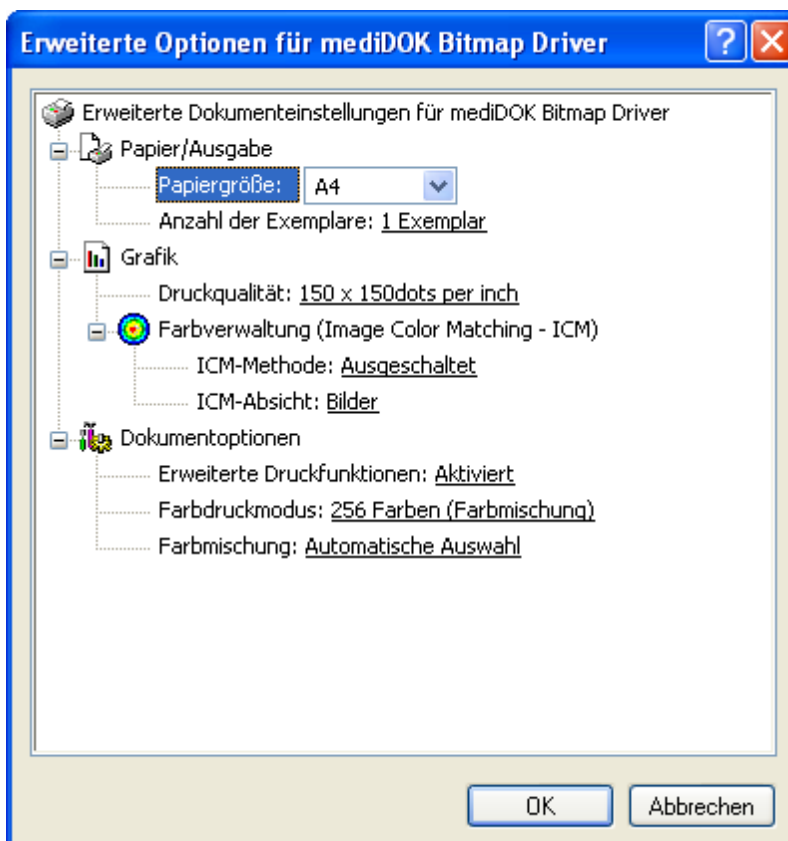 Erweiterte Optionen für mediDOK Bitmap Driver
Erweiterte Dokumenteinstellungen für mediDOK Bitmap Driver
Papier/Ausgabe
Papiergröße: A4
Anzahl der Exemplare: 1 Exemplar
Grafik
Druckqualität: 150 x 150dots per inch
Farbverwaltung (Image Color Matching - ICM)
ICM-Methode: Ausgeschaltet
ICM-Absicht: Bilder
Dokumentoptionen
Erweiterte Druckfunktionen: Aktiviert
Farbdruckmodus: 256 Farben (Farbmischung)
Farbmischung: Automatische Auswahl
OK Abbrechen